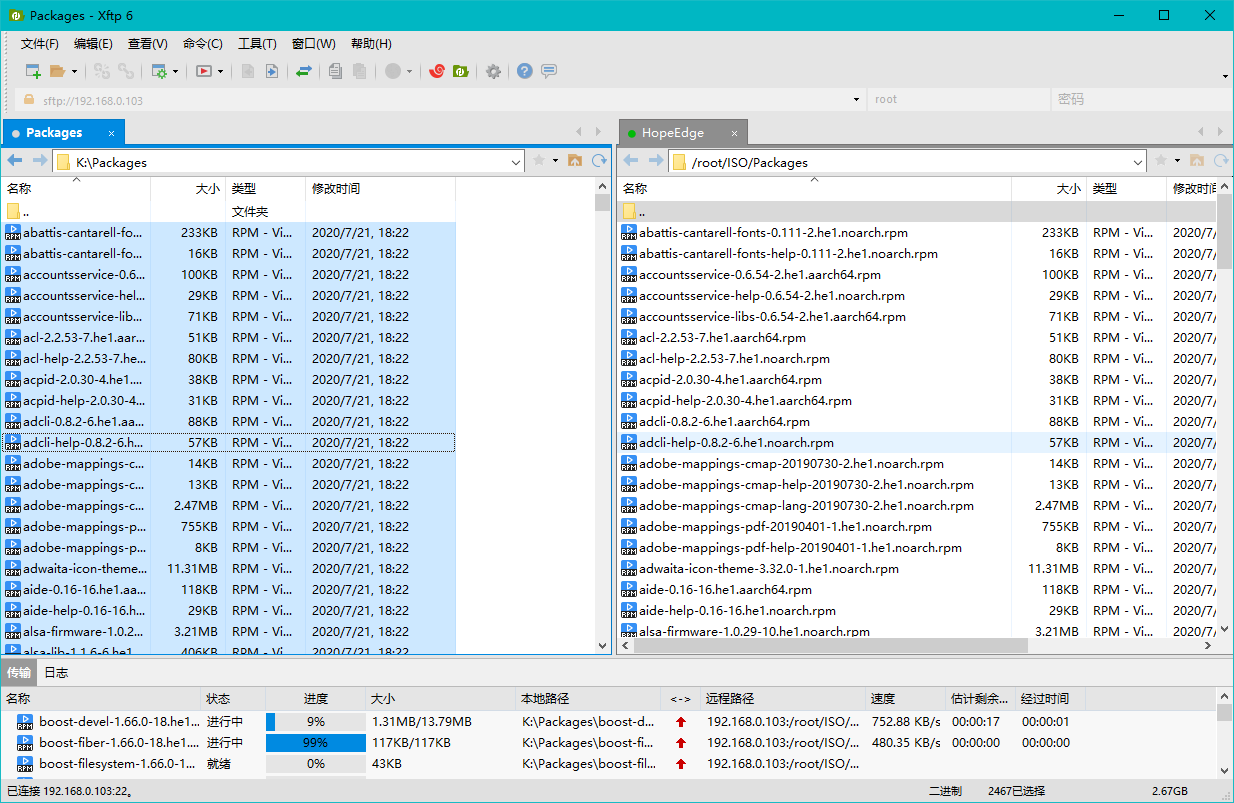 Packages - Xftp 6
文件(F) 编辑(E) 查看(V) 命令(C) 工具(T) 窗口(W) 帮助(H)
sftp://192.168.0.103 root 密码
Packages × HopeEdge ×
K:\Packages /root/ISO/Packages
名称 大小 类型 修改时间 名称 大小 类型 修改时间
.. 文件夹 ..
abattis-cantarell-fo... 233KB RPM - Vi... 2020/7/21, 18:22 abattis-cantarell-fonts-0.111-2.he1.noarch.rpm 233KB RPM - Vi... 2020/7/
abattis-cantarell-fo... 16KB RPM - Vi... 2020/7/21, 18:22 abattis-cantarell-fonts-help-0.111-2.he1.noarch.rpm 16KB RPM - Vi... 2020/7/
accountsservice-0.6... 100KB RPM - Vi... 2020/7/21, 18:22 accountsservice-0.6.54-2.he1.aarch64.rpm 100KB RPM - Vi... 2020/7/
accountsservice-hel... 29KB RPM - Vi... 2020/7/21, 18:22 accountsservice-help-0.6.54-2.he1.noarch.rpm 29KB RPM - Vi... 2020/7/
accountsservice-lib... 71KB RPM - Vi... 2020/7/21, 18:22 accountsservice-libs-0.6.54-2.he1.aarch64.rpm 71KB RPM - Vi... 2020/7/
acl-2.2.53-7.he1.aar... 51KB RPM - Vi... 2020/7/21, 18:22 acl-2.2.53-7.he1.aarch64.rpm 51KB RPM - Vi... 2020/7/
acl-help-2.2.53-7.he... 80KB RPM - Vi... 2020/7/21, 18:22 acl-help-2.2.53-7.he1.noarch.rpm 80KB RPM - Vi... 2020/7/
acpid-2.0.30-4.he1.... 38KB RPM - Vi... 2020/7/21, 18:22 acpid-2.0.30-4.he1.aarch64.rpm 38KB RPM - Vi... 2020/7/
acpid-help-2.0.30-4... 31KB RPM - Vi... 2020/7/21, 18:22 acpid-help-2.0.30-4.he1.aarch64.rpm 31KB RPM - Vi... 2020/7/
adcli-0.8.2-6.he1.aa... 88KB RPM - Vi... 2020/7/21, 18:22 adcli-0.8.2-6.he1.aarch64.rpm 88KB RPM - Vi... 2020/7/
adcli-help-0.8.2-6.h... 57KB RPM - Vi... 2020/7/21, 18:22 adcli-help-0.8.2-6.he1.noarch.rpm 57KB RPM - Vi... 2020/7/
adobe-mappings-c... 14KB RPM - Vi... 2020/7/21, 18:22 adobe-mappings-cmap-20190730-2.he1.noarch.rpm 14KB RPM - Vi... 2020/7/
adobe-mappings-c... 13KB RPM - Vi... 2020/7/21, 18:22 adobe-mappings-cmap-help-20190730-2.he1.noarch.rpm 13KB RPM - Vi... 2020/7/
adobe-mappings-c... 2.47MB RPM - Vi... 2020/7/21, 18:22 adobe-mappings-cmap-lang-20190730-2.he1.noarch.rpm 2.47MB RPM - Vi... 2020/7/
adobe-mappings-p... 755KB RPM - Vi... 2020/7/21, 18:22 adobe-mappings-pdf-20190401-1.he1.noarch.rpm 755KB RPM - Vi... 2020/7/
adobe-mappings-p... 8KB RPM - Vi... 2020/7/21, 18:22 adobe-mappings-pdf-help-20190401-1.he1.noarch.rpm 8KB RPM - Vi... 2020/7/
adwaita-icon-theme... 11.31MB RPM - Vi... 2020/7/21, 18:22 adwaita-icon-theme-3.32.0-1.he1.noarch.rpm 11.31MB RPM - Vi... 2020/7/
aide-0.16-16.he1.aa... 118KB RPM - Vi... 2020/7/21, 18:22 aide-0.16-16.he1.aarch64.rpm 118KB RPM - Vi... 2020/7/
aide-help-0.16-16.h... 29KB RPM - Vi... 2020/7/21, 18:22 aide-help-0.16-16.he1.noarch.rpm 29KB RPM - Vi... 2020/7/
alsa-firmware-1.0.2... 3.21MB RPM - Vi... 2020/7/21, 18:22 alsa-firmware-1.0.29-10.he1.noarch.rpm 3.21MB RPM - Vi... 2020/7/
alsa-lib-1.1.6-6.he1.... 406KB RPM - Vi... 2020/7/21, 18:22
传输 日志
名称 状态 进度 大小 本地路径 <-> 远程路径 速度 估计剩余... 经过时间
boost-devel-1.66.0-18.he1... 进行中 9% 1.31MB/13.79MB K:\Packages\boost-d... 192.168.0.103:/root/ISO/... 752.88 KB/s 00:00:17 00:00:01
boost-fiber-1.66.0-18.he1.... 进行中 99% 117KB/117KB K:\Packages\boost-fi... 192.168.0.103:/root/ISO/... 480.35 KB/s 00:00:00 00:00:00
boost-filesystem-1.66.0-1... 就绪 0% 43KB K:\Packages\boost-fil... 192.168.0.103:/root/ISO/...
已连接 192.168.0.103:22。 二进制 2467已选择 2.67GB